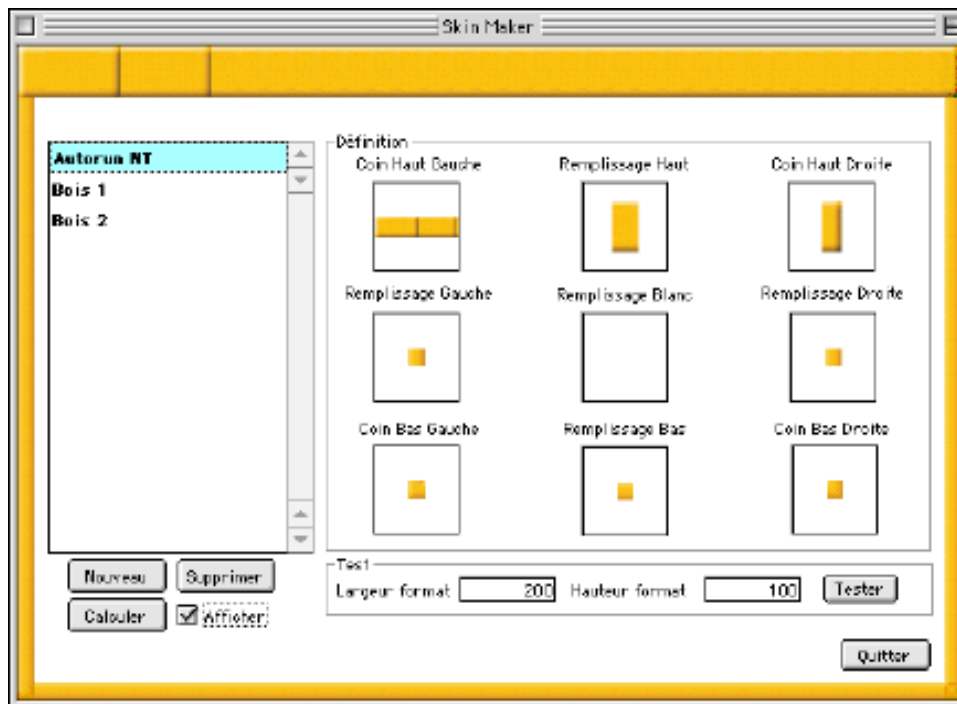 Skin Maker
Autorun NT
Bois 1
Bois 2
Définition
Coin Haut Gauche
Remplissage Haut
Coin Haut Droite
Remplissage Gauche
Remplissage Blanc
Remplissage Droite
Coin Bas Gauche
Remplissage Bas
Coin Bas Droite
Nouveau
Supprimer
Calculer
Afficher
Test
Largeur format 200 Hauteur format 100 Tester
Quitter